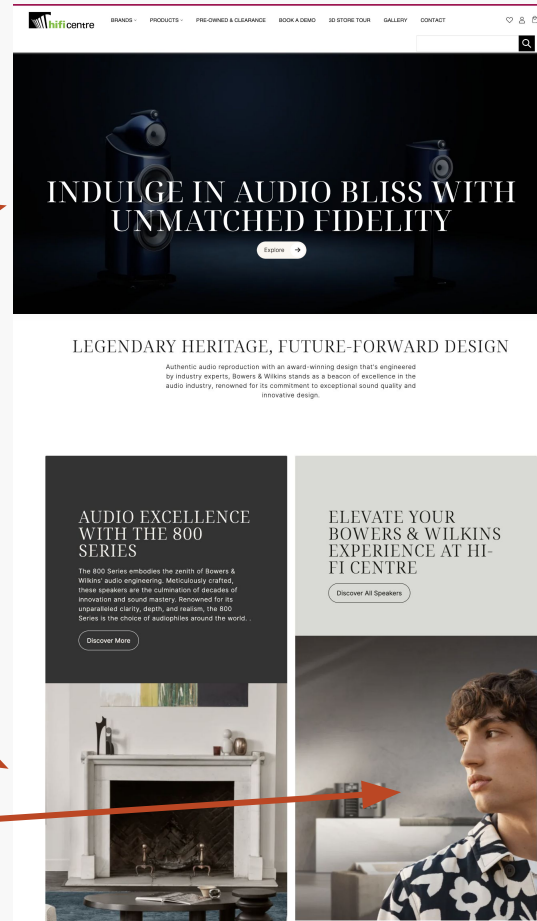 hificentre
BRANDS
PRODUCTS
PRE-OWNED & CLEARANCE
BOOK A DEMO
3D STORE TOUR
GALLERY
CONTACT
INDULGE IN AUDIO BLISS WITH
UNMATCHED FIDELITY
Explore
LEGENDARY HERITAGE, FUTURE-FORWARD DESIGN
Authentic audio reproduction with an award-winning design that's engineered
by industry experts, Bowers & Wilkins stands as a beacon of excellence in the
audio industry, renowned for its commitment to exceptional sound quality and
innovative design.
AUDIO EXCELLENCE
WITH THE 800
SERIES
The 800 Series embodies the zenith of Bowers &
Wilkins' audio engineering. Meticulously crafted,
these speakers are the culmination of decades of
innovation and sound mastery. Renowned for its
unparalleled clarity, depth, and realism, the 800
Series is the choice of audiophiles around the world. .
Discover More
ELEVATE YOUR
BOWERS & WILKINS
EXPERIENCE AT HI-
FI CENTRE
Discover All Speakers